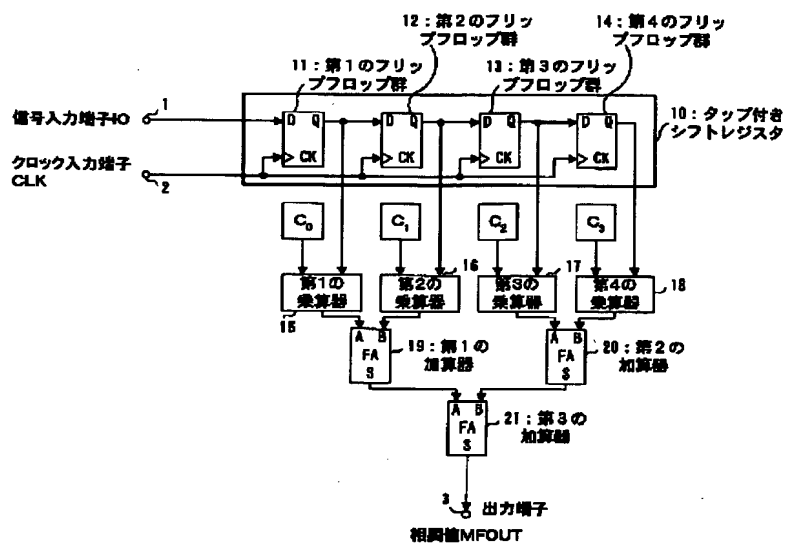 12：第2のフリッ
プフロップ群
14：第4のフリッ
プフロップ群
11：第1のフリッ
プフロップ群
13：第3のフリッ
プフロップ群
10：タップ付き
シフトレジスタ
信号入力端子IO
1
D Q
CK
D Q
CK
D Q
CK
D Q
CK
クロック入力端子
CLK
2
C0
C1
C2
C3
第1の
乗算器
15
第2の
乗算器
16
第3の
乗算器
17
第4の
乗算器
18
A B
FA
S
19：第1の
加算器
A B
FA
S
20：第2の
加算器
A B
FA
S
21：第3の
加算器
3
出力端子
相関値MFOUT